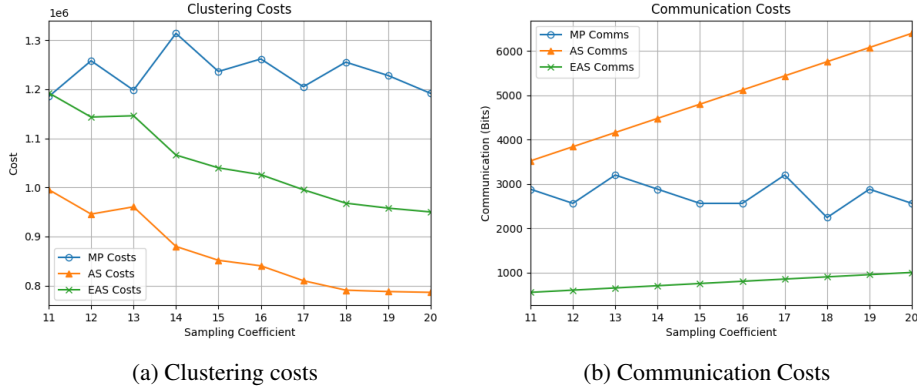 Clustering Costs
1e6
1.3
1.2
1.1
1.0
0.9
0.8
Cost
MP Costs
AS Costs
EAS Costs
11 12 13 14 15 16 17 18 19 20
Sampling Coefficient
(a) Clustering costs
Communication Costs
6000
5000
4000
3000
2000
1000
Communication (Bits)
MP Comms
AS Comms
EAS Comms
11 12 13 14 15 16 17 18 19 20
Sampling Coefficient
(b) Communication Costs